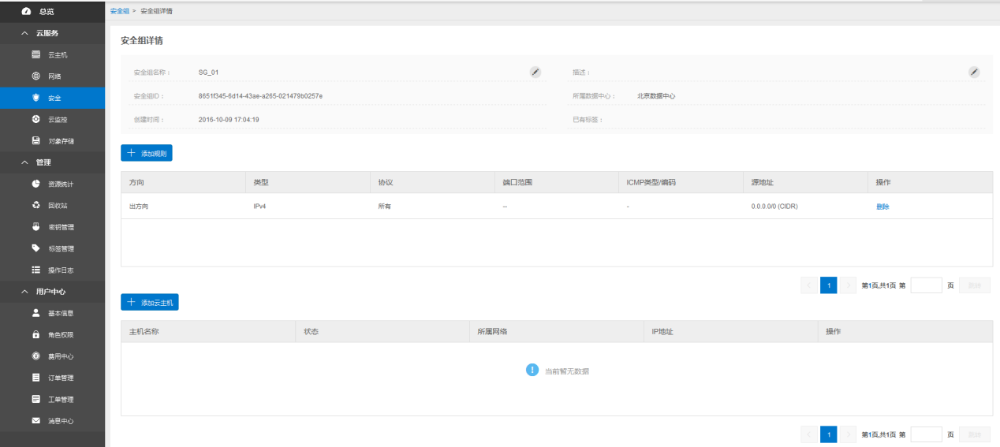 总览
云服务
云主机
网络
安全
云监控
对象存储
管理
资源统计
回收站
密钥管理
标签管理
操作日志
用户中心
基本信息
角色权限
费用中心
订单管理
工单管理
消息中心
安全组 > 安全组详情
安全组详情
安全组名称： SG_01 描述：
安全组ID： 8651f345-6d14-43ae-a265-021479b0257e 所属数据中心： 北京数据中心
创建时间： 2016-10-09 17:04:19 已有标签：
添加规则
方向 类型 协议 端口范围 ICMP类型/编码 源地址 操作
出方向 IPv4 所有 -- - 0.0.0.0/0 (CIDR) 删除
1 第1页,共1页 第 页 跳转
添加云主机
主机名称 状态 所属网络 IP地址 操作
当前暂无数据
1 第1页,共1页 第 页 跳转